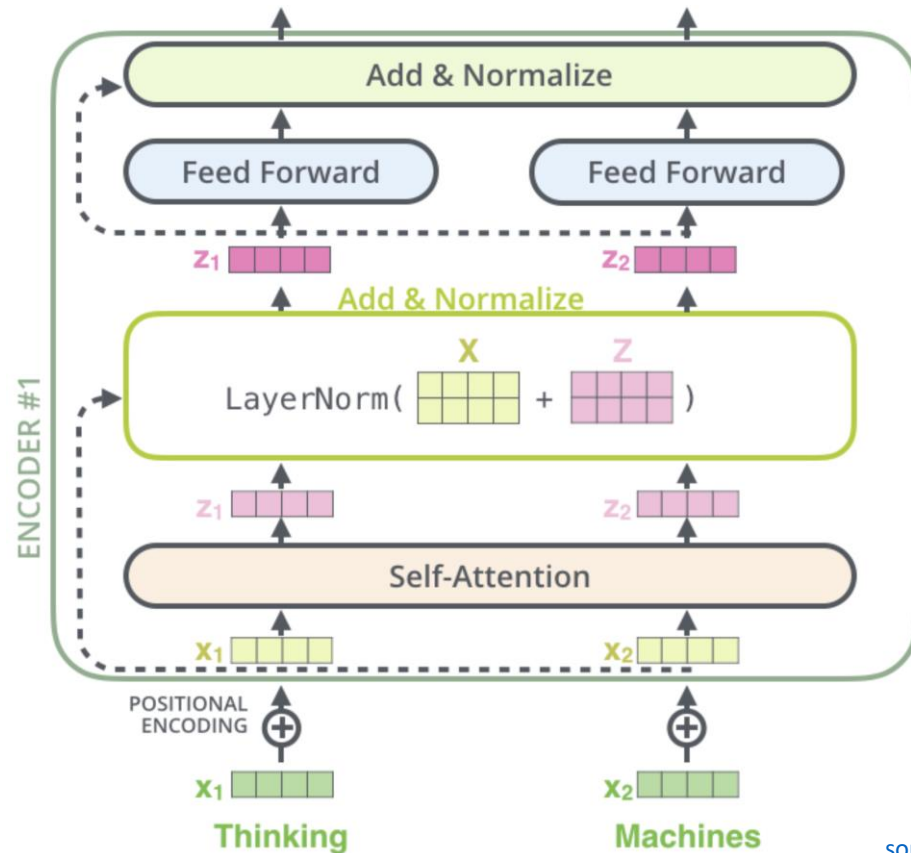 Add & Normalize
Feed Forward
Feed Forward
z1
z2
Add & Normalize
X
Z
LayerNorm(
+
)
ENCODER #1
z1
z2
Self-Attention
x1
x2
POSITIONAL
ENCODING
+
+
x1
x2
Thinking
Machines